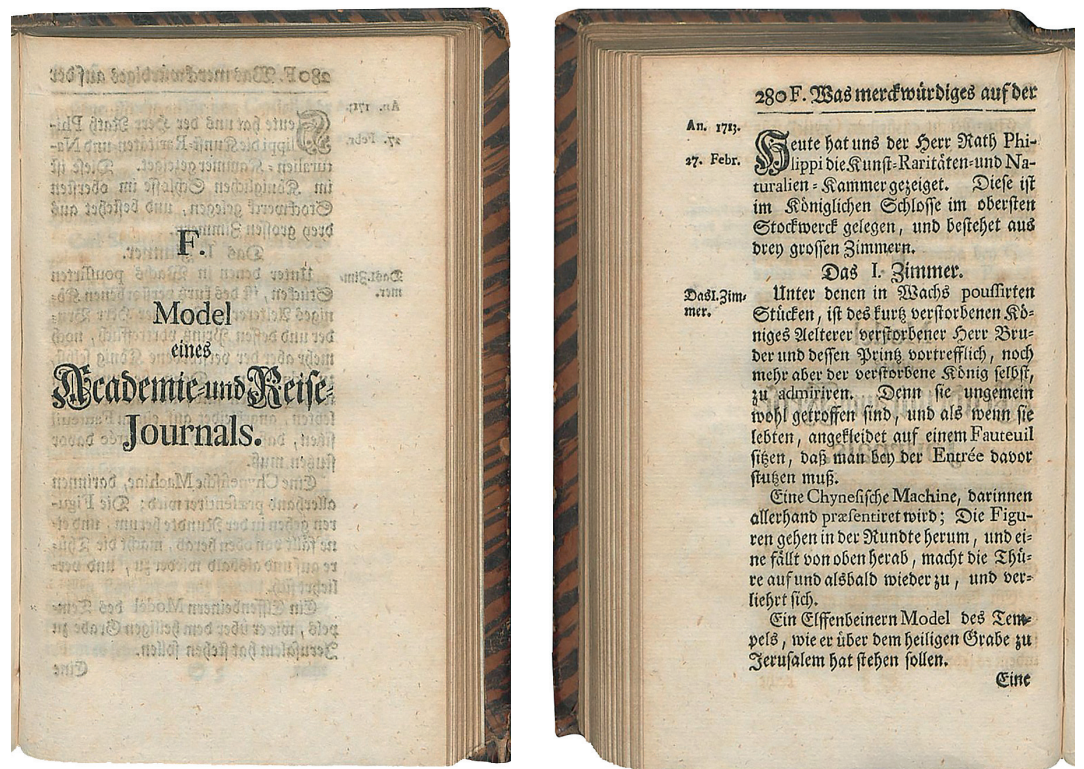 F.
Model
eines
Academie-und Reise-
Journals.
280 F. Was merckwürdiges auf der
An. 1713.
27. Febr.
Heute hat uns der Herr Rath Phi-
lippi die Kunst-Raritäten-und Na-
turalien-Kammer gezeiget. Diese ist
im Königlichen Schlosse im obersten
Stockwerck gelegen, und bestehet aus
drey grossen Zimmern.
Das I. Zimmer.
Das I. Zim-
mer.
Unter denen in Wachs poussirten
Stücken, ist des kurtz verstorbenen Kö-
niges Aelterer verstorbener Herr Bru-
der und dessen Printz vortrefflich, noch
mehr aber der verstorbene König selbst,
zu admiriren. Denn sie ungemein
wohl getroffen sind, und als wenn sie
lebten, angekleidet auf einem Fauteuil
sitzen, daß man bey der Entrée davor
stutzen muß.
Eine Chynesische Machine, darinnen
allerhand præsentiret wird; Die Figu-
ren gehen in der Rundte herum, und ei-
ne fällt von oben herab, macht die Thü-
re auf und alsbald wieder zu, und ver-
liehrt sich.
Ein Elffenbeinern Model des Tem-
pels, wie er über dem heiligen Grabe zu
Jerusalem hat stehen sollen.
Eine